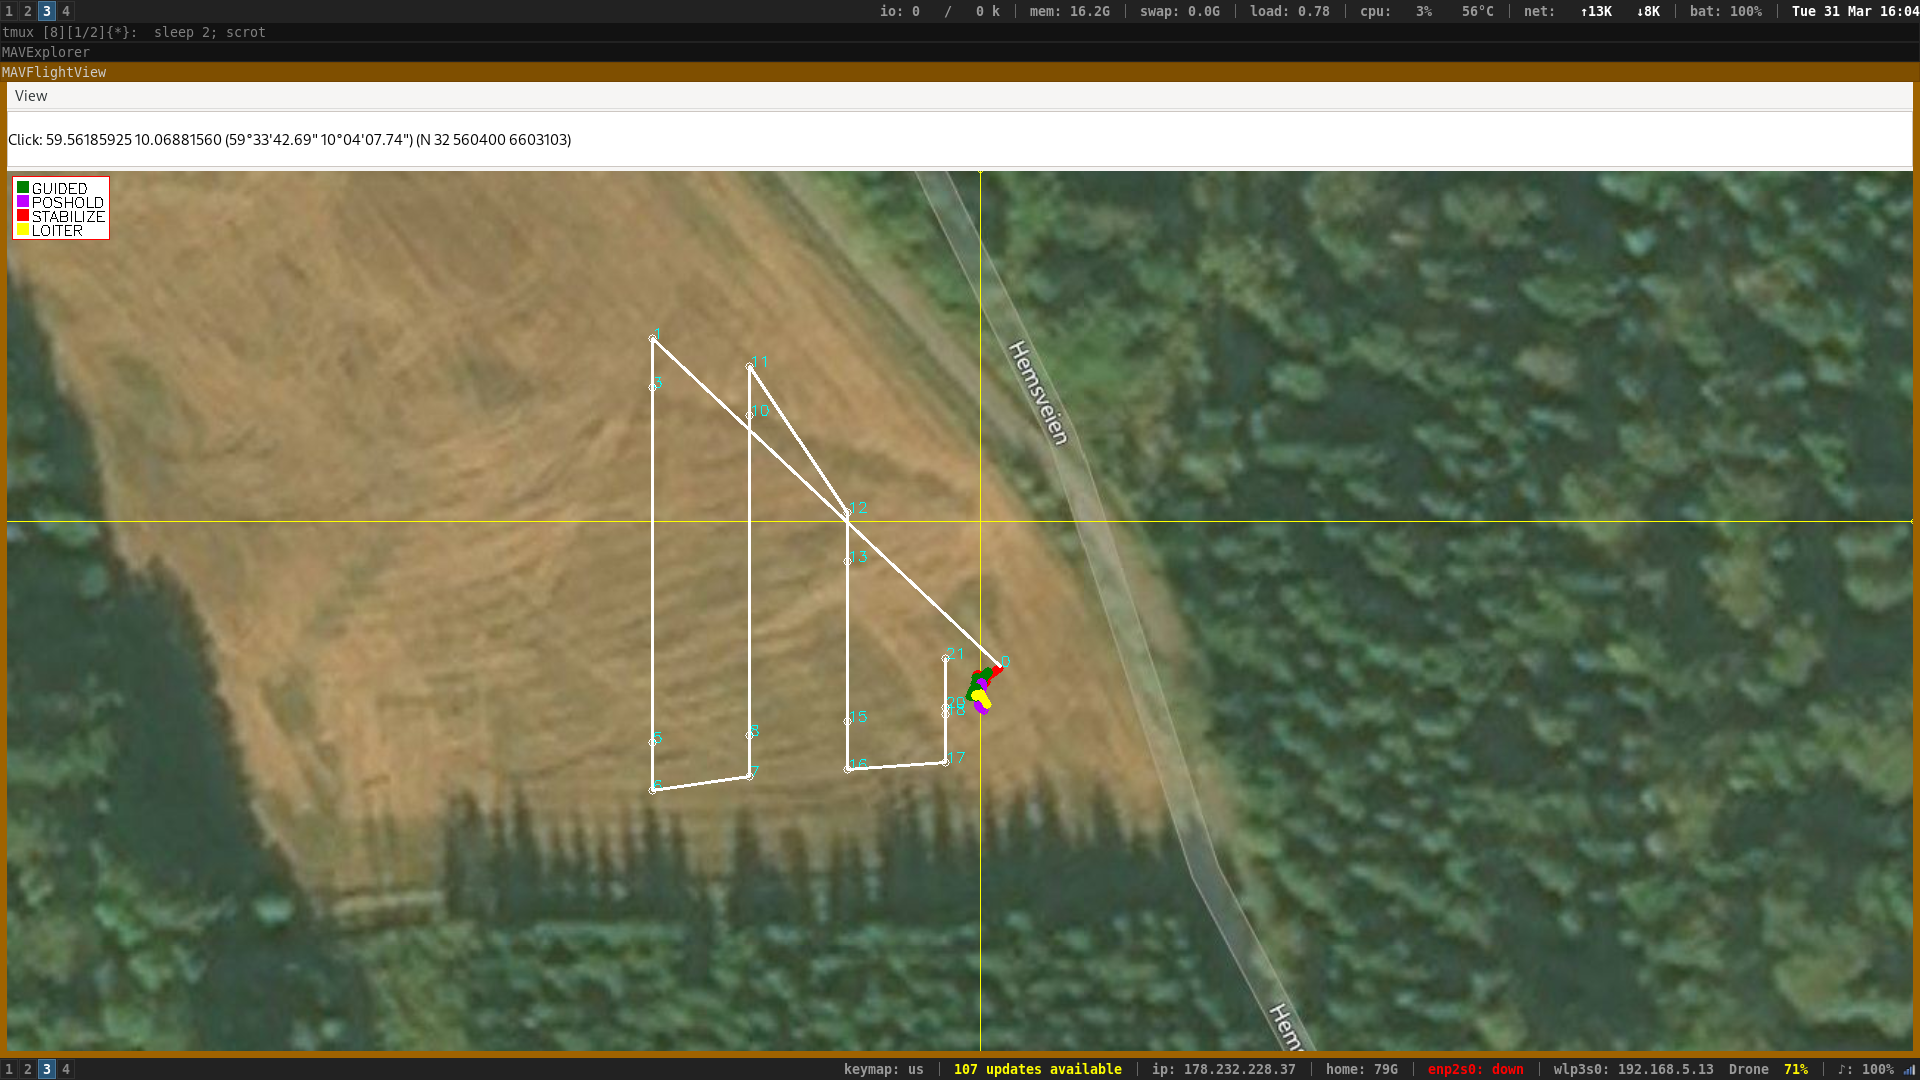 1 2 3 4 io: 0 / 0 k | mem: 16.2G | swap: 0.0G | load: 0.78 | cpu: 3% 56°C | net: ↑13K ↓8K | bat: 100% | Tue 31 Mar 16:04
tmux [8][1/2]{*}: sleep 2; scrot
MAVExplorer
MAVFlightView
View
Click: 59.56185925 10.06881560 (59°33'42.69" 10°04'07.74") (N 32 560400 6603103)
GUIDED
POSHOLD
STABILIZE
LOITER
Hemsveien
1
11
3
10
12
13
0
21
18
15
5
8
17
16
7
6
Hems
1 2 3 4 keymap: us | 107 updates available | ip: 178.232.228.37 | home: 79G | enp2s0: down | wlp3s0: 192.168.5.13 Drone 71% | ♪: 100%